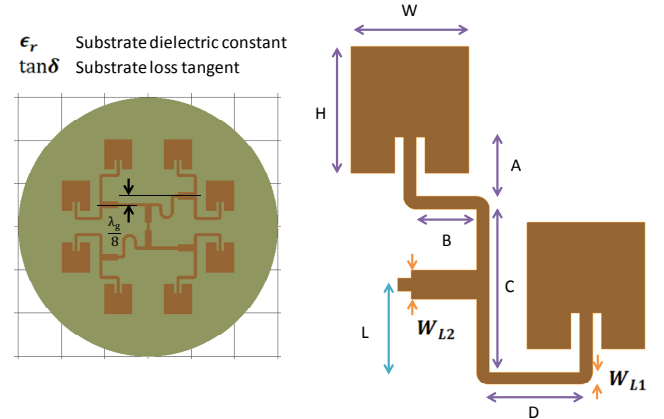 ϵr Substrate dielectric constant
tanδ Substrate loss tangent
λg
8
W
H
A
B
C
WL2
L
WL1
D